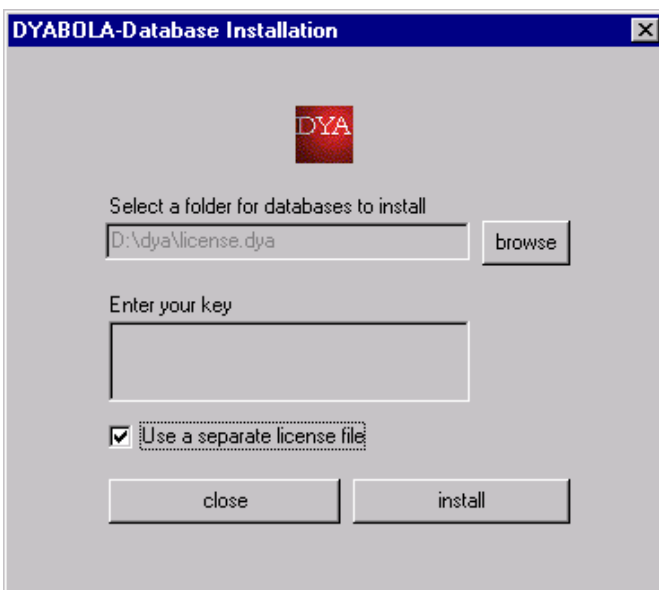 DYABOLA-Database Installation
DYA
Select a folder for databases to install
D:\dya\license.dya
browse
Enter your key
Use a separate license file
close
install